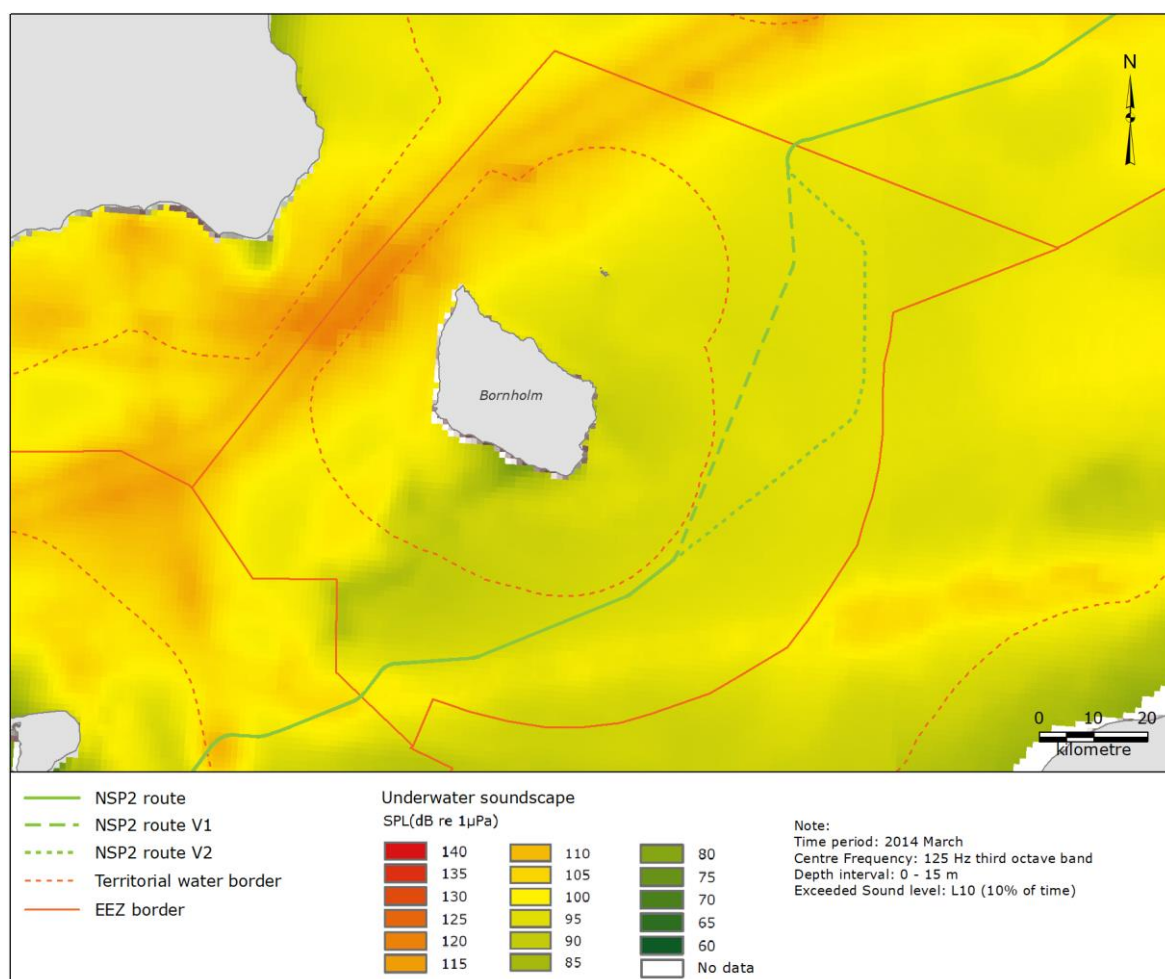 N
Bornholm
0 10 20
kilometre
NSP2 route
NSP2 route V1
NSP2 route V2
Territorial water border
EEZ border
Underwater soundscape
SPL(dB re 1µPa)
140
135
130
125
120
115
110
105
100
95
90
85
80
75
70
65
60
No data
Note:
Time period: 2014 March
Centre Frequency: 125 Hz third octave band
Depth interval: 0 - 15 m
Exceeded Sound level: L10 (10% of time)